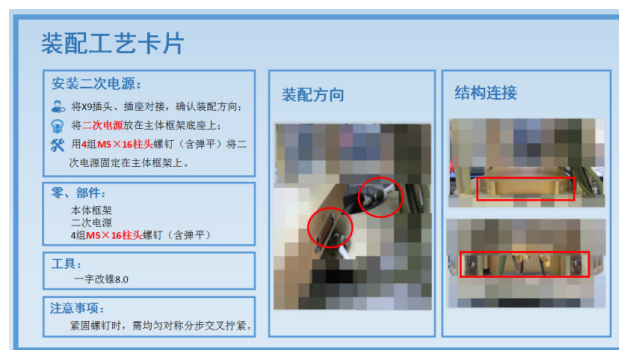 装配工艺卡片
安装二次电源：
将X9插头、插座对接，确认装配方向；
将二次电源放在主体框架底座上；
用4组M5×16柱头螺钉（含弹平）将二
次电源固定在主体框架上。
零、部件：
本体框架
二次电源
4组M5×16柱头螺钉（含弹平）
工具：
一字改锥8.0
注意事项：
紧固螺钉时，需均匀对称分步交叉拧紧。
装配方向
结构连接